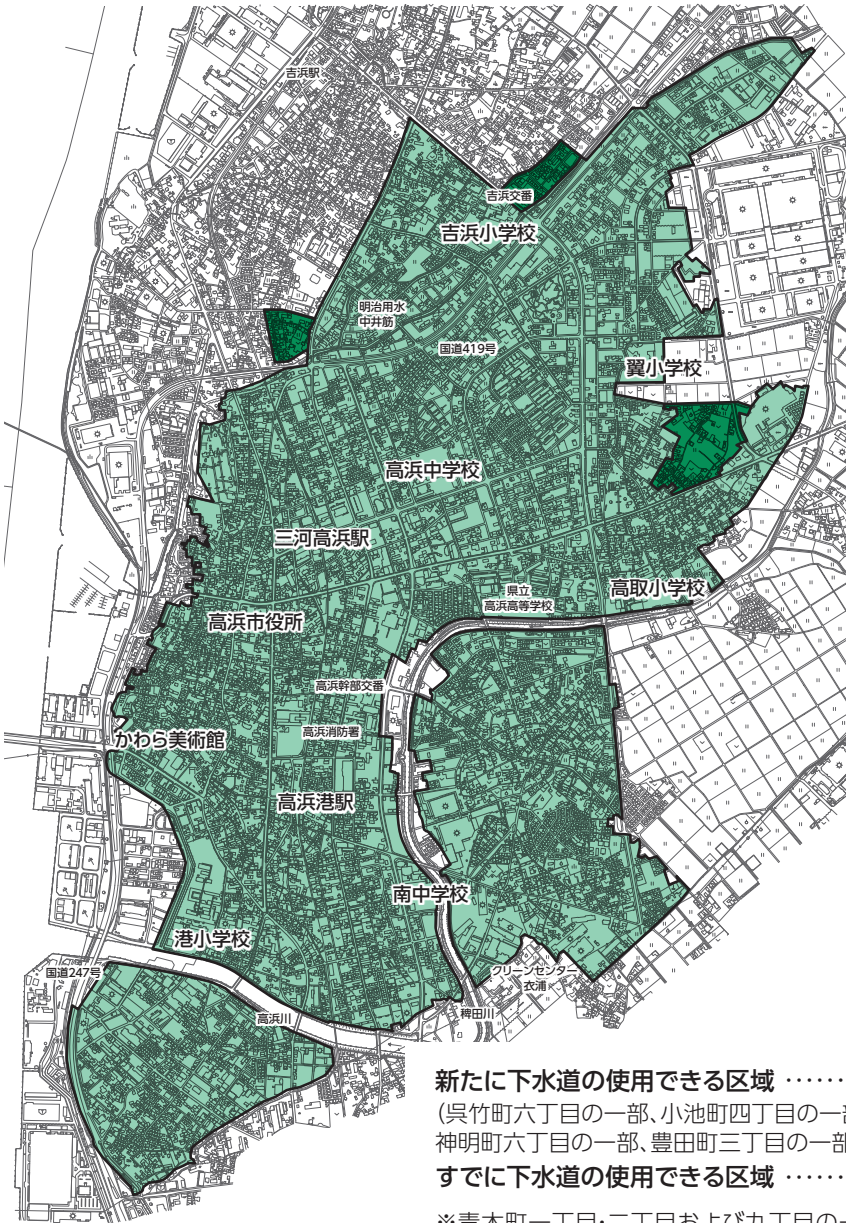 吉浜駅
吉浜交番
吉浜小学校
明治用水
中井筋
国道419号
翼小学校
高浜中学校
三河高浜駅
県立
高浜高等学校
高取小学校
高浜市役所
高浜幹部交番
高浜消防署
かわら美術館
高浜港駅
南中学校
港小学校
国道247号
クリーンセンター
衣浦
高浜川
稗田川
新たに下水道の使用できる区域 ……
(呉竹町六丁目の一部、小池町四丁目の一部
神明町六丁目の一部、豊田町三丁目の一部
すでに下水道の使用できる区域 ……